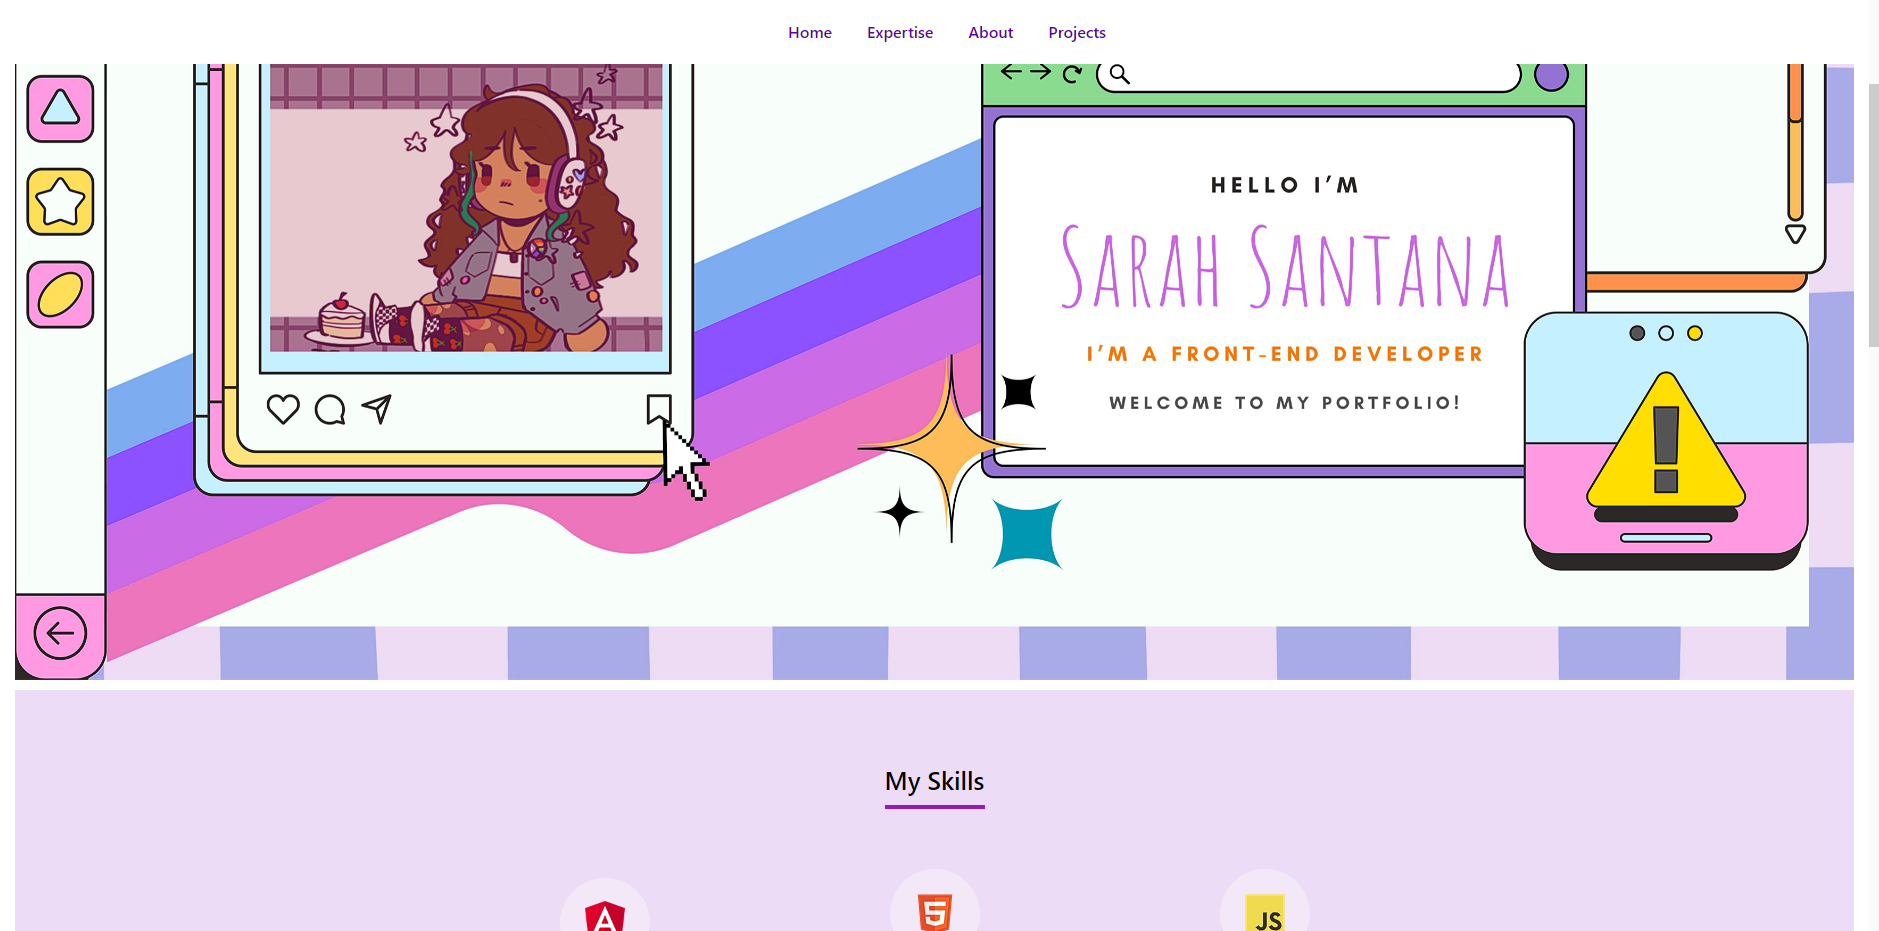 Home Expertise About Projects
HELLO I'M
SARAH SANTANA
I'M A FRONT-END DEVELOPER
WELCOME TO MY PORTFOLIO!
My Skills
A 5 JS